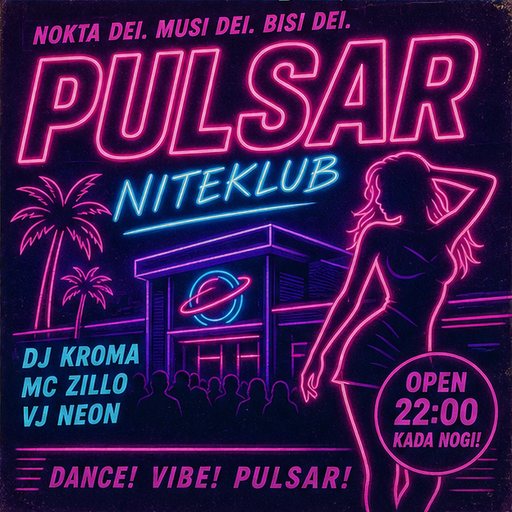 NOKTA DEI. MUSI DEI. BISI DEI.
PULSAR
NITEKLUB
DJ KROMA
MC ZILLO
VJ NEON
OPEN
22:00
KADA NOGI!
DANCE! VIBE! PULSAR!